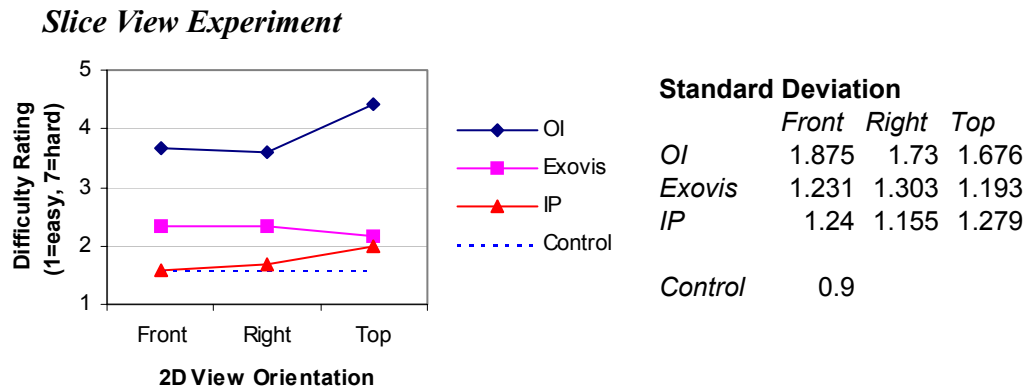 Slice View Experiment
5
4
3
2
1
Difficulty Rating
(1=easy, 7=hard)
Front Right Top
2D View Orientation
OI
Exovis
IP
Control
Standard Deviation
Front Right Top
OI 1.875 1.73 1.676
Exovis 1.231 1.303 1.193
IP 1.24 1.155 1.279
Control 0.9